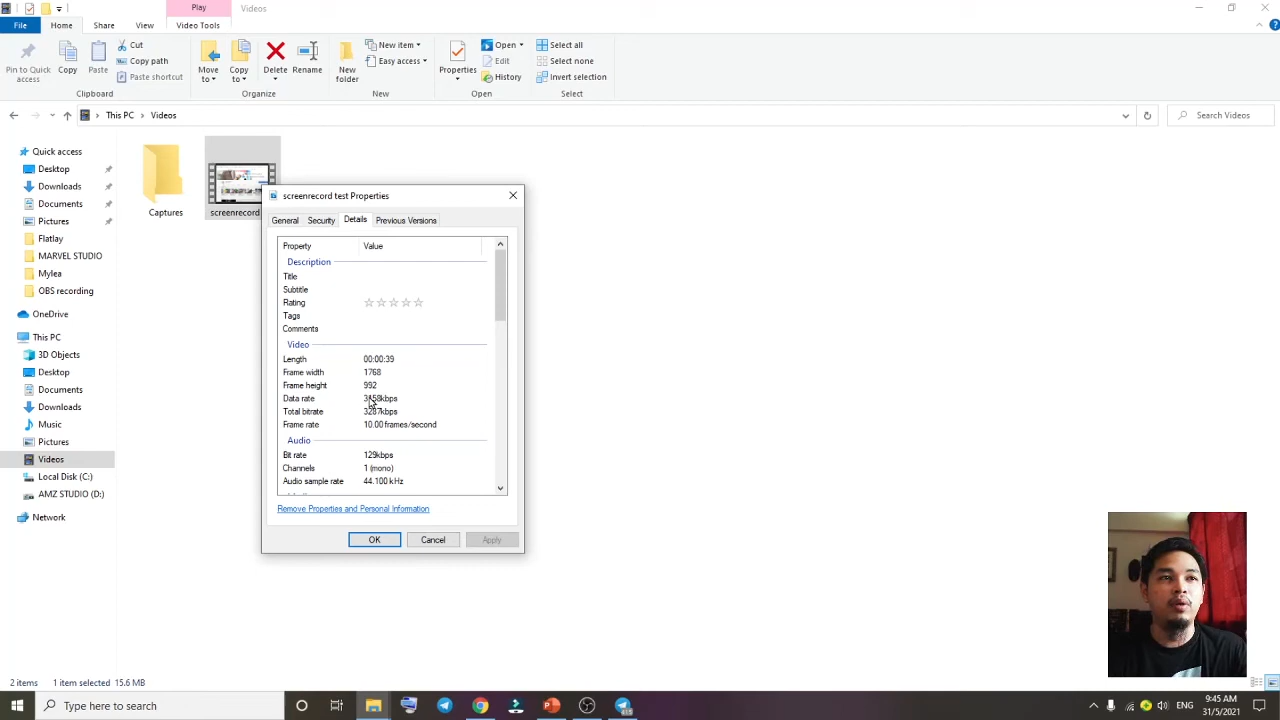 Play
Videos
File
Home
Share
View
Video Tools
Pin to Quick access
Copy
Paste
Cut
Copy path
Paste shortcut
Clipboard
Move to
Copy to
Delete
Rename
Organize
New folder
New item
Easy access
New
Properties
Open
Edit
History
Open
Select all
Select none
Invert selection
Select
This PC
Videos
Search Videos
Quick access
Desktop
Downloads
Documents
Pictures
Flatlay
MARVEL STUDIO
Mylea
OBS recording
OneDrive
This PC
3D Objects
Desktop
Documents
Downloads
Music
Pictures
Videos
Local Disk (C:)
AMZ STUDIO (D:)
Network
Captures
screenrecord
screenrecord test Properties
General
Security
Details
Previous Versions
Property Value
Description
Title
Subtitle
Rating
Tags
Comments
Video
Length 00:00:39
Frame width 1768
Frame height 992
Data rate
Total bitrate 3287kbps
Frame rate 10.00 frames/second
Audio
Bit rate 129kbps
Channels 1 (mono)
Audio sample rate 44.100 kHz
Remove Properties and Personal Information
OK
Cancel
Apply
2 items 1 item selected 15.6 MB
Type here to search
ENG
9:45 AM
31/5/2021